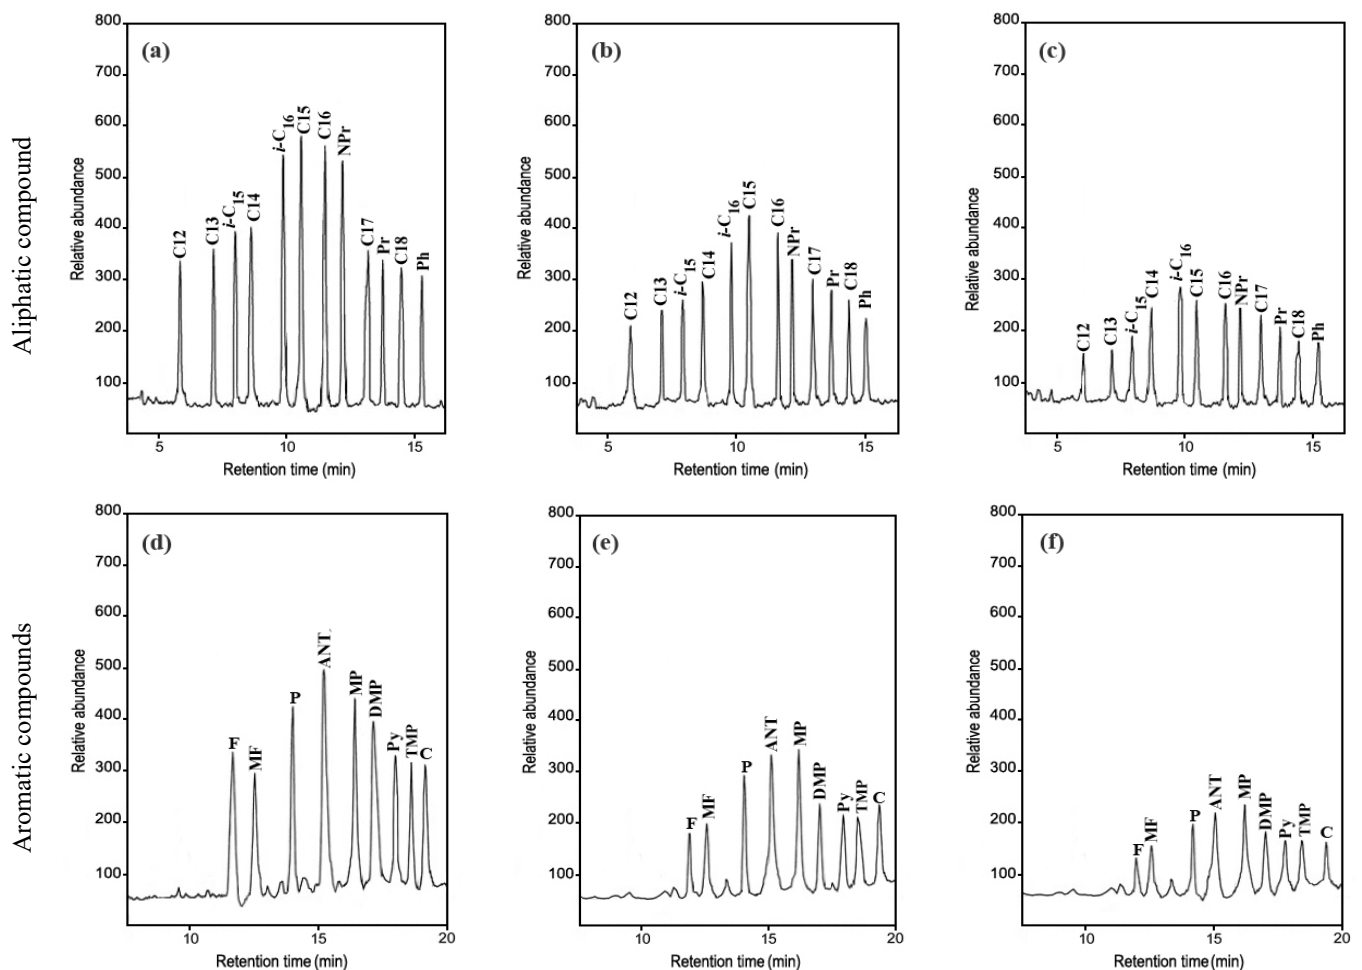 Aliphatic compound
(a)
800
700
600
500
400
300
200
100
Relative abundance
C12
C13
i-C15
C14
i-C16
C15
C16
NPr
C17
Pr
C18
Ph
5
10
15
Retention time (min)
(b)
800
700
600
500
400
300
200
100
Relative abundance
C12
C13
i-C15
C14
i-C16
C15
C16
NPr
C17
Pr
C18
Ph
5
10
15
Retention time (min)
(c)
800
700
600
500
400
300
200
100
Relative abundance
C12
C13
i-C15
C14
i-C16
C15
C16
NPr
C17
Pr
C18
Ph
5
10
15
Retention time (min)
Aromatic compounds
(d)
800
700
600
500
400
300
200
100
Relative abundance
F
MF
P
ANT
MP
DMP
Py
TMP
C
10
15
20
Retention time (min)
(e)
800
700
600
500
400
300
200
100
Relative abundance
F
MF
P
ANT
MP
DMP
Py
TMP
C
10
15
20
Retention time (min)
(f)
800
700
600
500
400
300
200
100
Relative abundance
F
MF
P
ANT
MP
DMP
Py
TMP
C
10
15
20
Retention time (min)